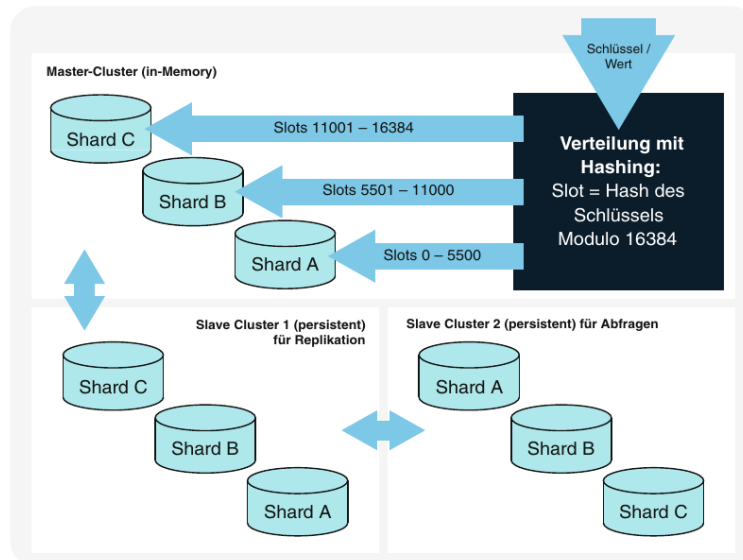 Schlüssel /
Wert
Master-Cluster (in-Memory)
Shard C
Slots 11001 – 16384
Shard B
Slots 5501 – 11000
Shard A
Slots 0 – 5500
Verteilung mit
Hashing:
Slot = Hash des
Schlüssels
Modulo 16384
Slave Cluster 1 (persistent)
für Replikation
Shard C
Shard B
Shard A
Slave Cluster 2 (persistent) für Abfragen
Shard A
Shard B
Shard C